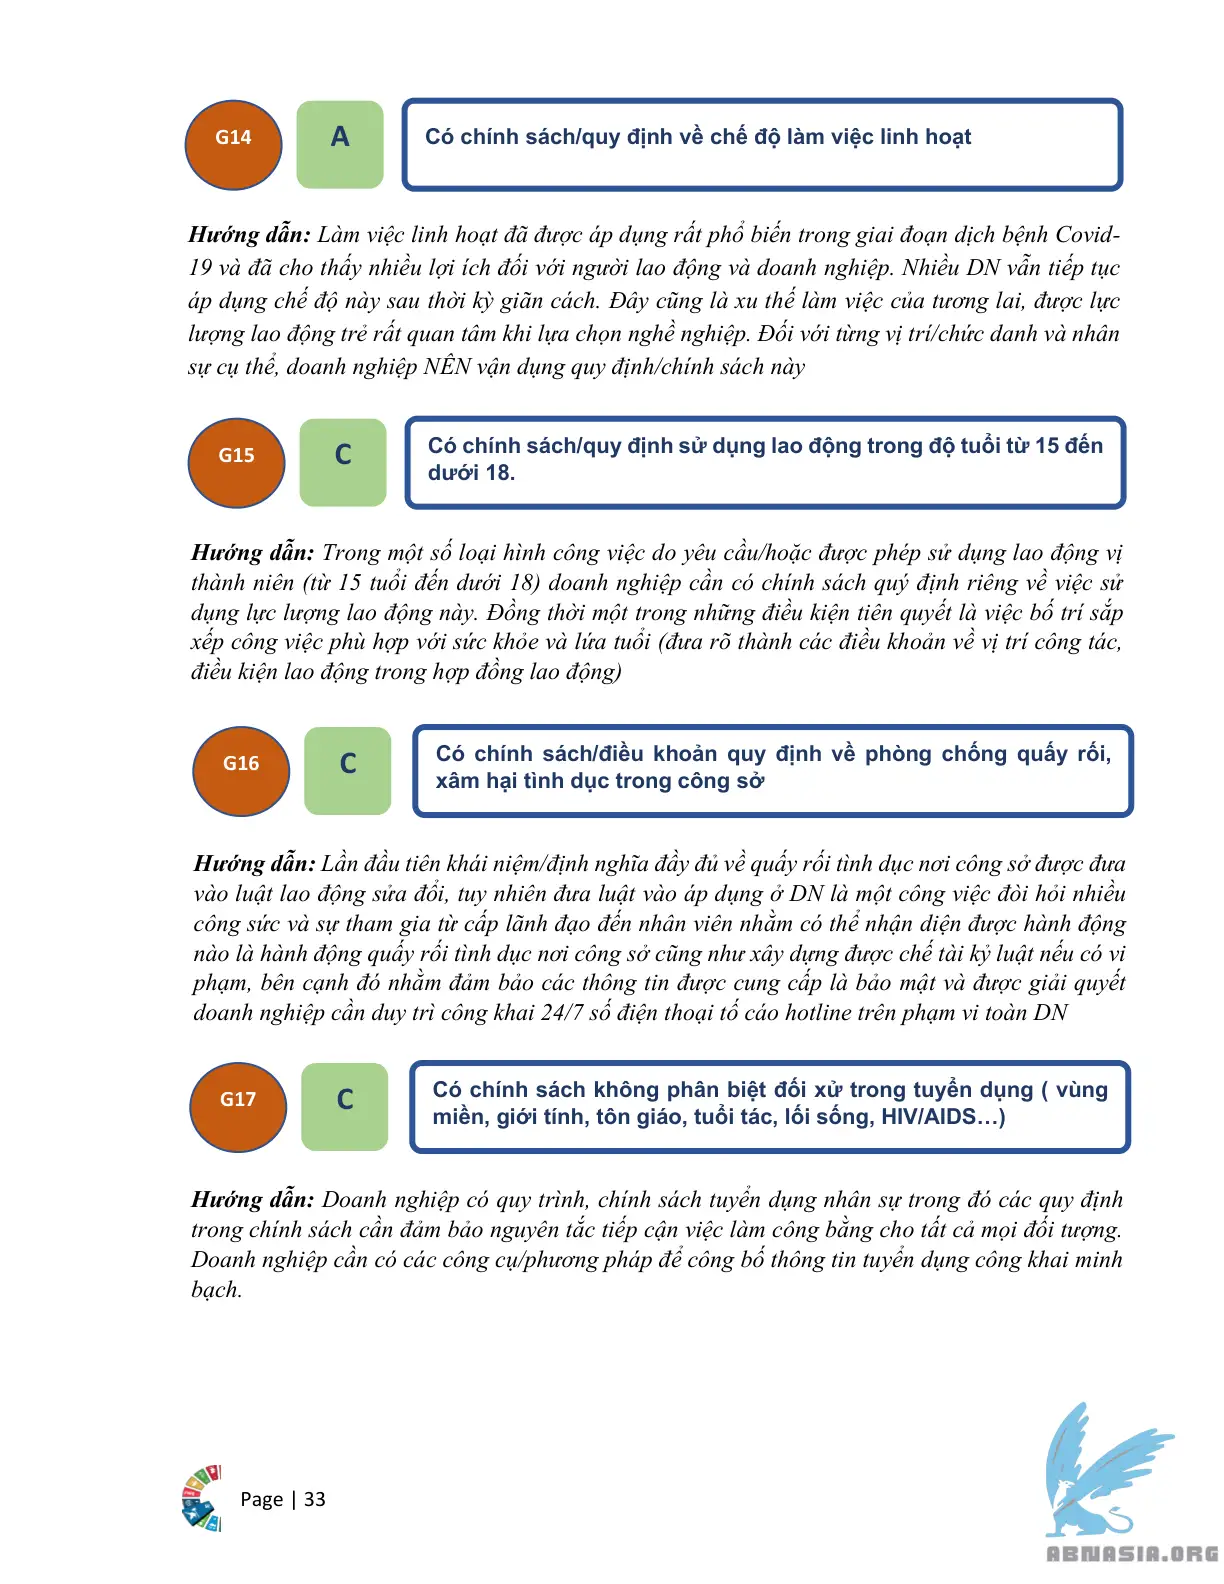 G14
A
Có chính sách/quy định về chế độ làm việc linh hoạt
Hướng dẫn: Làm việc linh hoạt đã được áp dụng rất phổ biến trong giai đoạn dịch bệnh Covid-
19 và đã cho thấy nhiều lợi ích đối với người lao động và doanh nghiệp. Nhiều DN vẫn tiếp tục
áp dụng chế độ này sau thời kỳ giãn cách. Đây cũng là xu thế làm việc của tương lai, được lực
lượng lao động trẻ rất quan tâm khi lựa chọn nghề nghiệp. Đối với từng vị trí/chức danh và nhân
sự cụ thể, doanh nghiệp NÊN vận dụng quy định/chính sách này
G15
C
Có chính sách/quy định sử dụng lao động trong độ tuổi từ 15 đến
dưới 18.
Hướng dẫn: Trong một số loại hình công việc do yêu cầu/hoặc được phép sử dụng lao động vị
thành niên (từ 15 tuổi đến dưới 18) doanh nghiệp cần có chính sách quý định riêng về việc sử
dụng lực lượng lao động này. Đồng thời một trong những điều kiện tiên quyết là việc bố trí sắp
xếp công việc phù hợp với sức khỏe và lứa tuổi (đưa rõ thành các điều khoản về vị trí công tác,
điều kiện lao động trong hợp đồng lao động)
G16
C
Có chính sách/điều khoản quy định về phòng chống quấy rối,
xâm hại tình dục trong công sở
Hướng dẫn: Lần đầu tiên khái niệm/định nghĩa đầy đủ về quấy rối tình dục nơi công sở được đưa
vào luật lao động sửa đổi, tuy nhiên đưa luật vào áp dụng ở DN là một công việc đòi hỏi nhiều
công sức và sự tham gia từ cấp lãnh đạo đến nhân viên nhằm có thể nhận diện được hành động
nào là hành động quấy rối tình dục nơi công sở cũng như xây dựng được chế tài kỷ luật nếu có vi
phạm, bên cạnh đó nhằm đảm bảo các thông tin được cung cấp là bảo mật và được giải quyết
doanh nghiệp cần duy trì công khai 24/7 số điện thoại tố cáo hotline trên phạm vi toàn DN
G17
C
Có chính sách không phân biệt đối xử trong tuyển dụng ( vùng
miền, giới tính, tôn giáo, tuổi tác, lối sống, HIV/AIDS…)
Hướng dẫn: Doanh nghiệp có quy trình, chính sách tuyển dụng nhân sự trong đó các quy định
trong chính sách cần đảm bảo nguyên tắc tiếp cận việc làm công bằng cho tất cả mọi đối tượng.
Doanh nghiệp cần có các công cụ/phương pháp để công bố thông tin tuyển dụng công khai minh
bạch.
Page | 33
ABNASIA.ORG